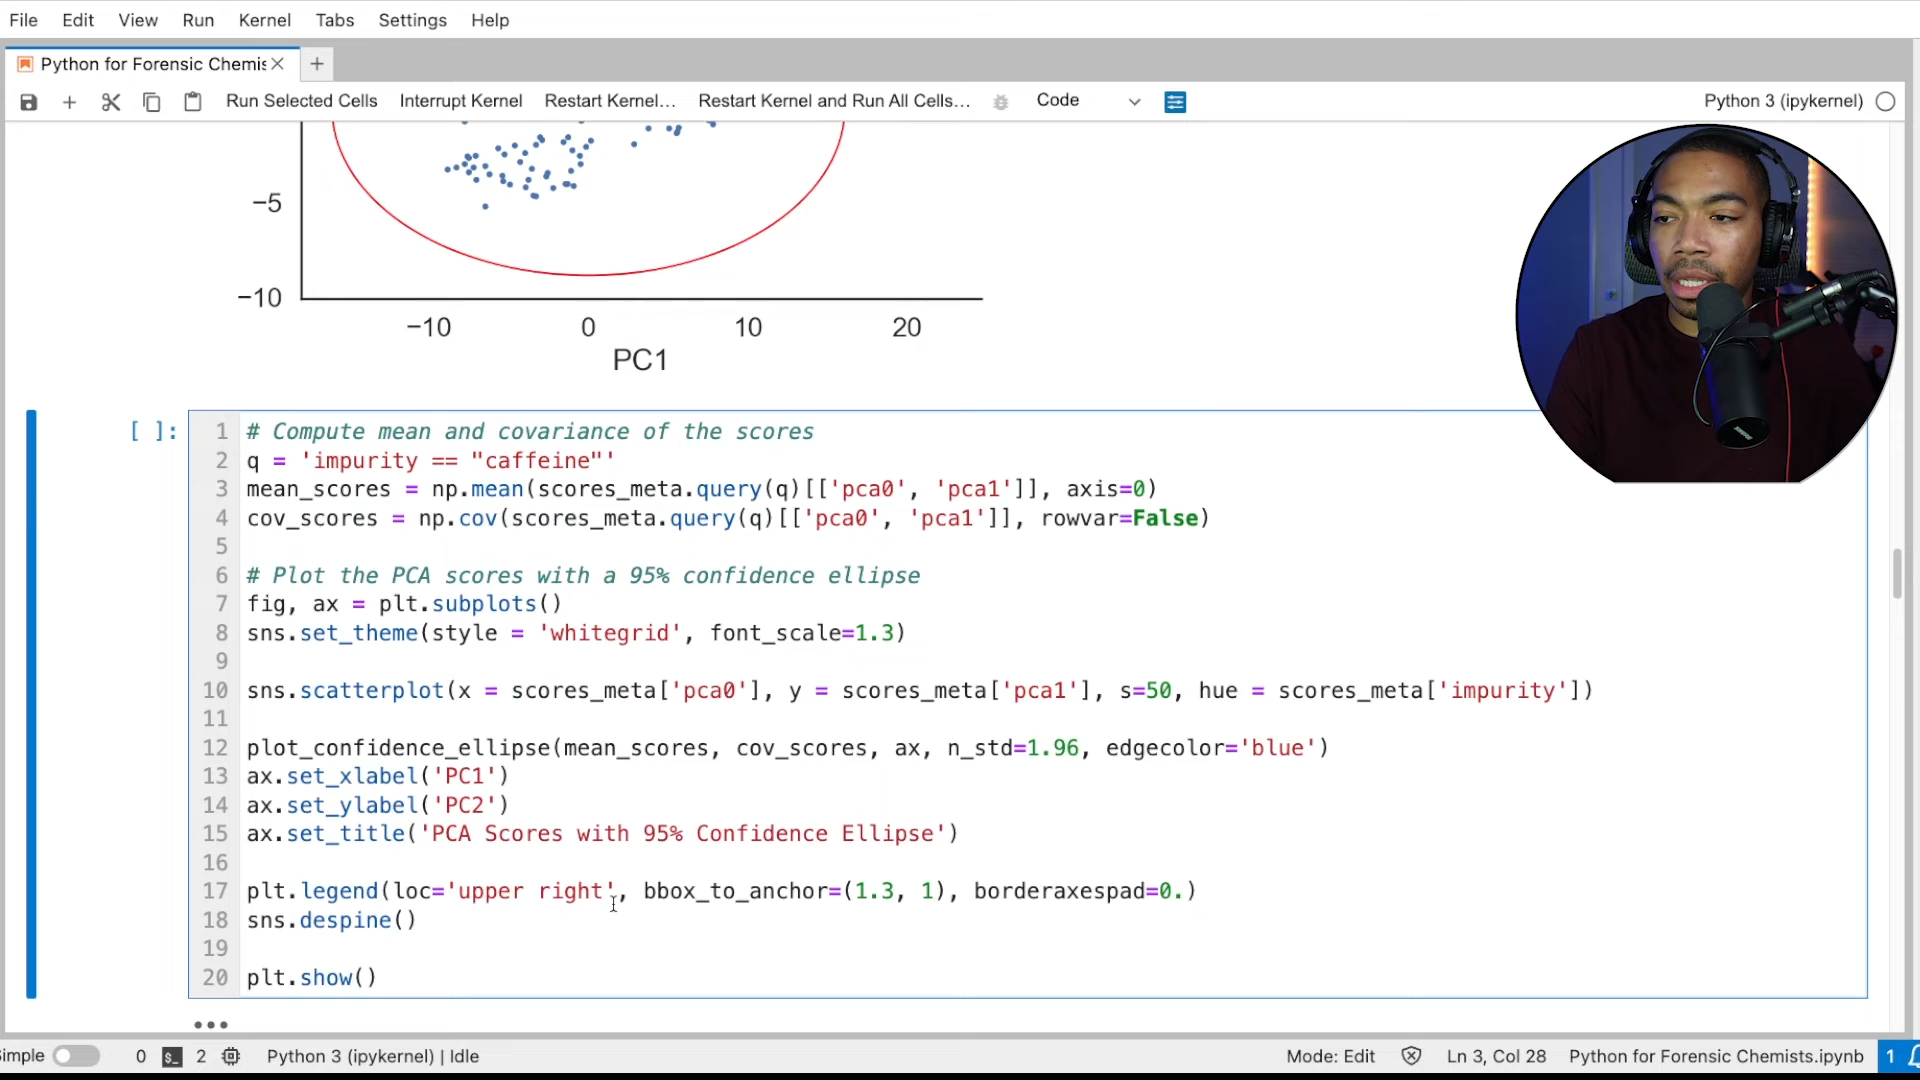 File Edit View Run Kernel Tabs Settings Help
Python for Forensic Chemis
Run Selected Cells Interrupt Kernel Restart Kernel... Restart Kernel and Run All Cells... Code Python 3 (ipykernel)
−5
−10
−10 0 10 20
PC1
[ ]:
1 # Compute mean and covariance of the scores
2 q = 'impurity == "caffeine"'
3 mean_scores = np.mean(scores_meta.query(q)[['pca0', 'pca1']], axis=0)
4 cov_scores = np.cov(scores_meta.query(q)[['pca0', 'pca1']], rowvar=False)
5
6 # Plot the PCA scores with a 95% confidence ellipse
7 fig, ax = plt.subplots()
8 sns.set_theme(style = 'whitegrid', font_scale=1.3)
9
10 sns.scatterplot(x = scores_meta['pca0'], y = scores_meta['pca1'], s=50, hue = scores_meta['impurity'])
11
12 plot_confidence_ellipse(mean_scores, cov_scores, ax, n_std=1.96, edgecolor='blue')
13 ax.set_xlabel('PC1')
14 ax.set_ylabel('PC2')
15 ax.set_title('PCA Scores with 95% Confidence Ellipse')
16
17 plt.legend(loc='upper right', bbox_to_anchor=(1.3, 1), borderaxespad=0.)
18 sns.despine()
19
20 plt.show()
imple 0 $_ 2 Python 3 (ipykernel) | Idle Mode: Edit Ln 3, Col 28 Python for Forensic Chemists.ipynb 1